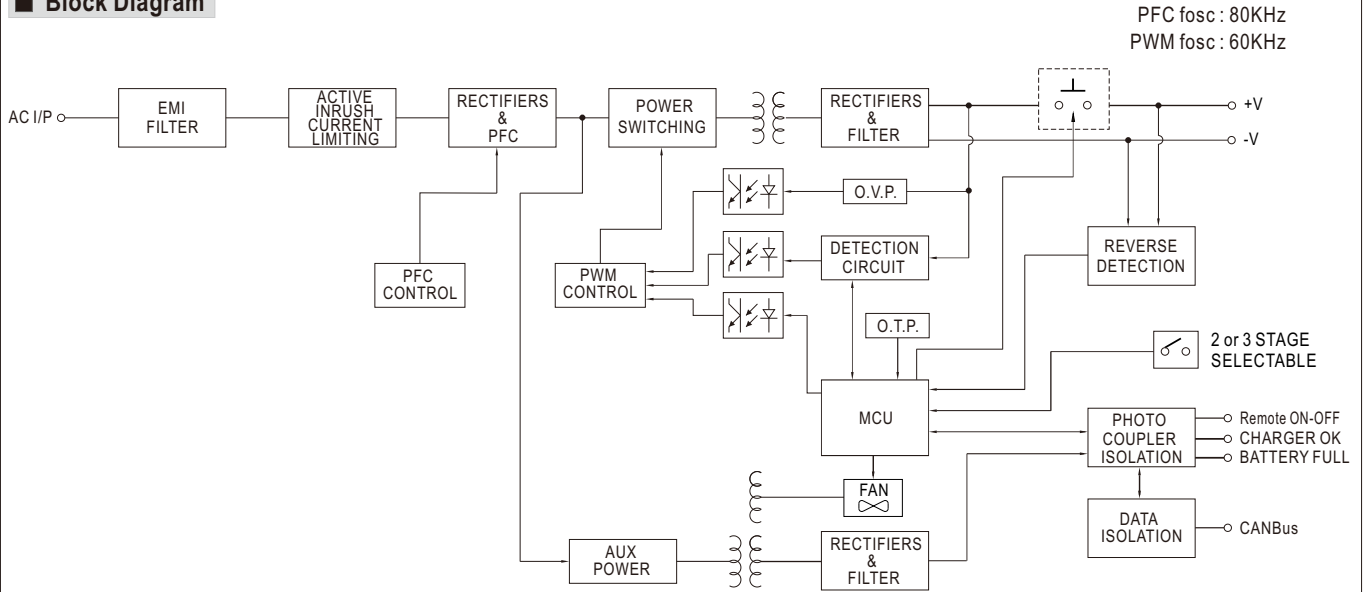 ■ Block Diagram
PFC fosc : 80KHz
PWM fosc : 60KHz
AC I/P
EMI
FILTER
ACTIVE
INRUSH
CURRENT
LIMITING
RECTIFIERS
&
PFC
POWER
SWITCHING
RECTIFIERS
&
FILTER
+V
-V
O.V.P.
DETECTION
CIRCUIT
REVERSE
DETECTION
PFC
CONTROL
PWM
CONTROL
O.T.P.
2 or 3 STAGE
SELECTABLE
MCU
PHOTO
COUPLER
ISOLATION
Remote ON-OFF
CHARGER OK
BATTERY FULL
FAN
DATA
ISOLATION
CANBus
AUX
POWER
RECTIFIERS
&
FILTER